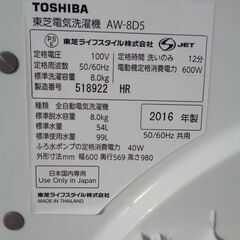 TOSHIBA
東芝電気洗濯機 AW-8D5
PS E 東芝ライフスタイル株式会社 JET
定格電圧 100V 定格時間 洗いのみ 12分
定格周波数 50/60Hz 電動機定格消費電力 600W
標準洗濯容量 8.0kg
製造番号 518922 HR
種類 全自動電気洗濯機
標準脱水容量 8.0kg
標準水量 54L
標準使用水量 99L
2016 年製
50/60Hz 共用
ふろ水ポンプの定格消費電力 40W
外形寸法 mm 幅600 奥行569 高さ980
日本国内専用
Use Only in Japan
東芝ライフスタイル株式会社
MADE IN THAILAND